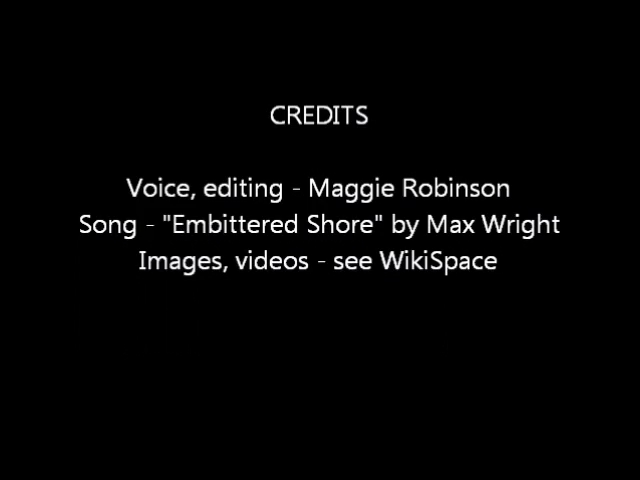 CREDITS
Voice, editing - Maggie Robinson
Song - "Embittered Shore" by Max Wright
Images, videos - see WikiSpace